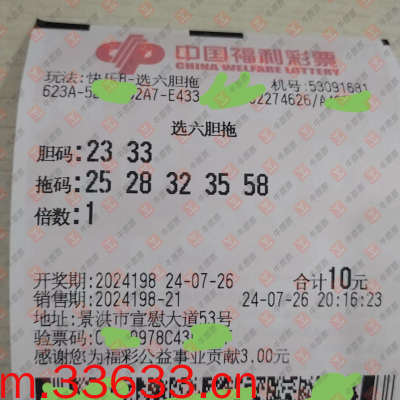 中国福利彩票
CHINA WELFARE LOTTERY
玩法:快乐8-选六胆拖 机号:53091681
选六胆拖
胆码: 23 33
拖码: 25 28 32 35 58
倍数: 1
开奖期: 2024198 24-07-26 合计10元
销售期: 2024198-21 24-07-26 20:16:23
地址: 景洪市宣慰大道53号
验票码:
感谢您为福彩公益事业贡献3.00元
m.33633.cn